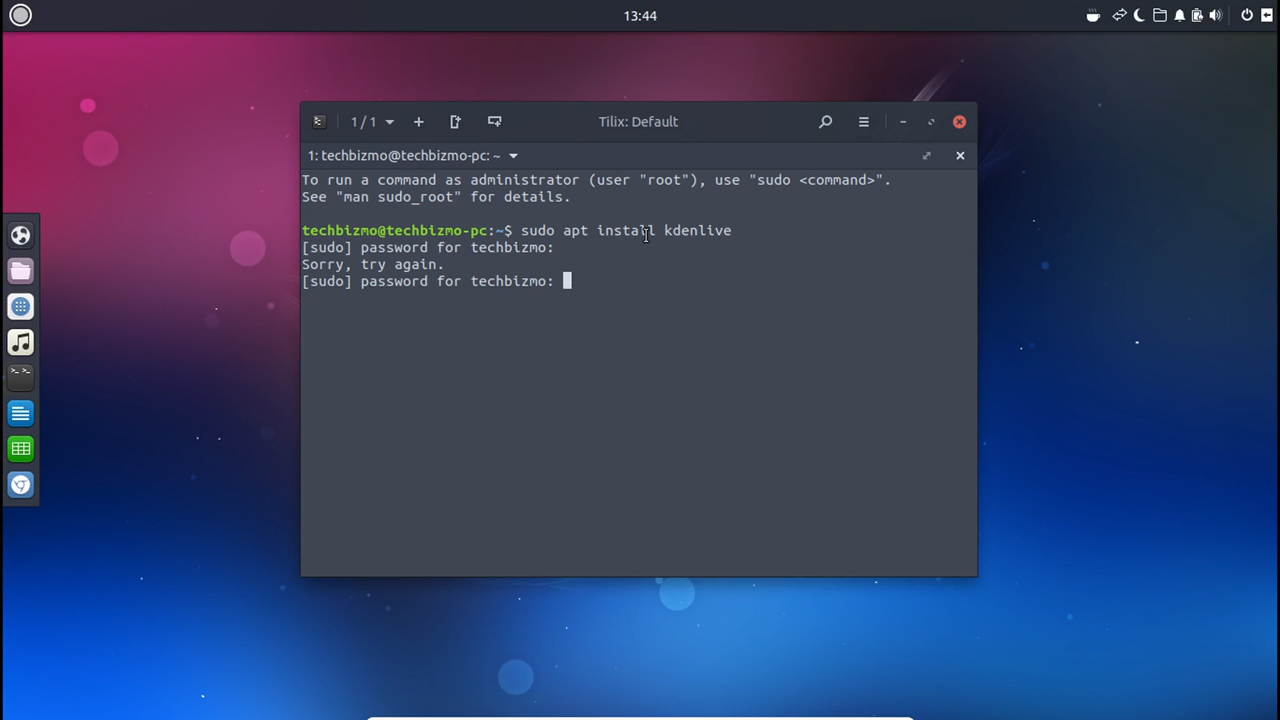 13:44
1 / 1
Tilix: Default
1: techbizmo@techbizmo-pc: ~
To run a command as administrator (user "root"), use "sudo <command>".
See "man sudo_root" for details.
techbizmo@techbizmo-pc:~$ sudo apt install kdenlive
[sudo] password for techbizmo:
Sorry, try again.
[sudo] password for techbizmo: